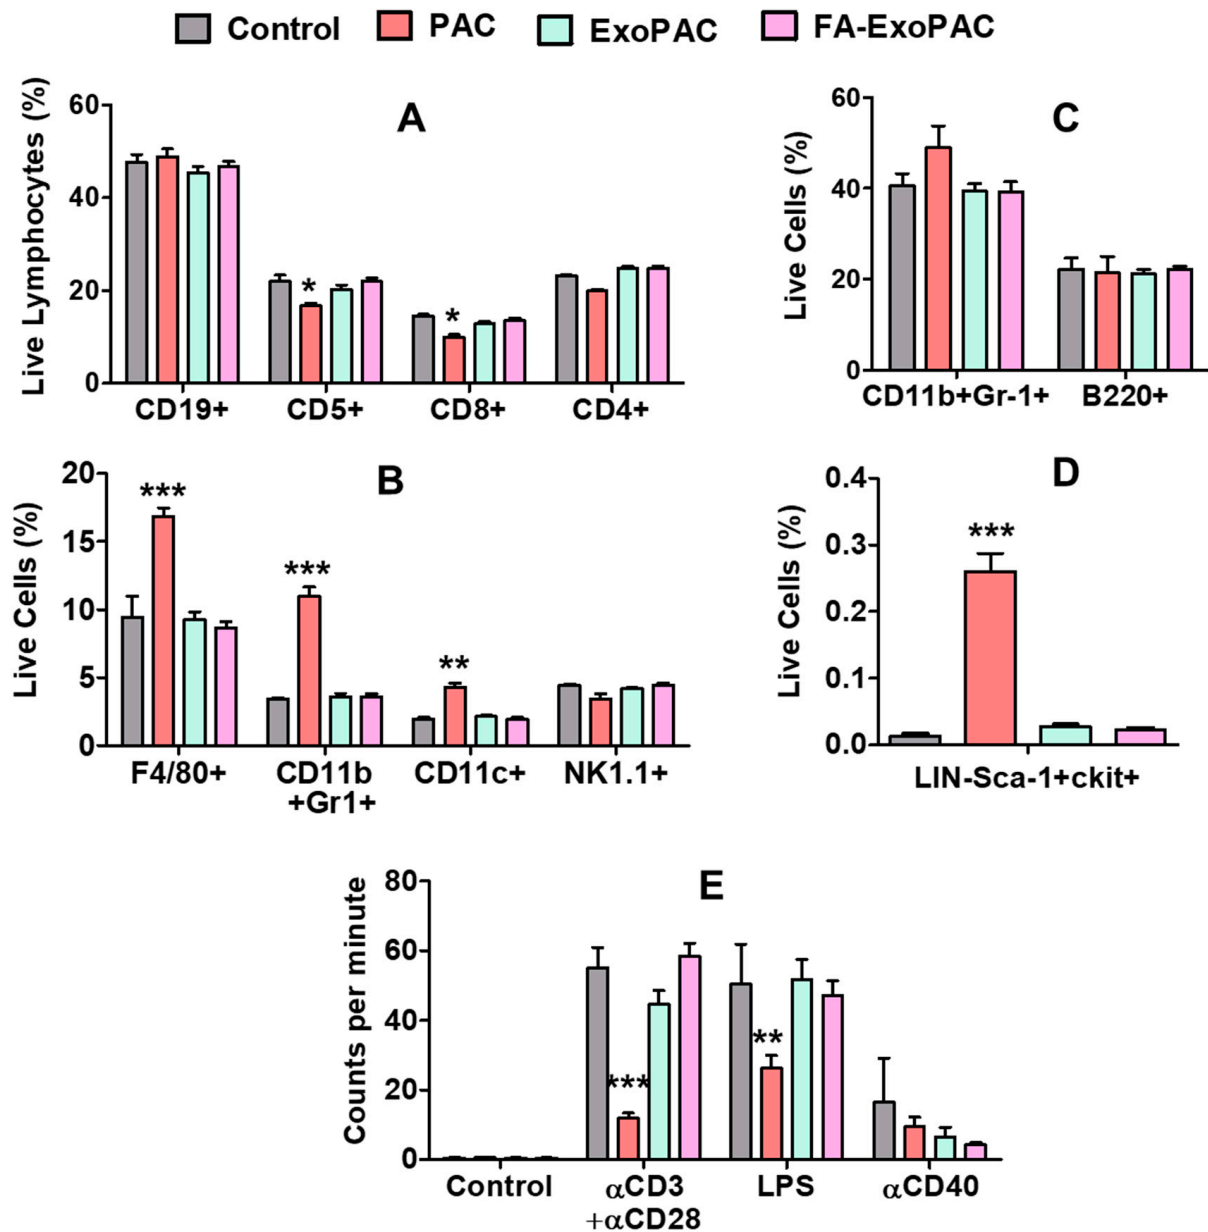 Control PAC ExoPAC FA-ExoPAC
A
Live Lymphocytes (%)
60
40
20
0
* *
CD19+ CD5+ CD8+ CD4+
C
Live Cells (%)
60
40
20
0
CD11b+Gr-1+ B220+
B
Live Cells (%)
20
15
10
5
0
*** *** **
F4/80+ CD11b CD11c+ NK1.1+
+Gr1+
D
Live Cells (%)
0.4
0.3
0.2
0.1
0.0
***
LIN-Sca-1+ckit+
E
Counts per minute
80
60
40
20
0
*** **
Control αCD3 LPS αCD40
+αCD28